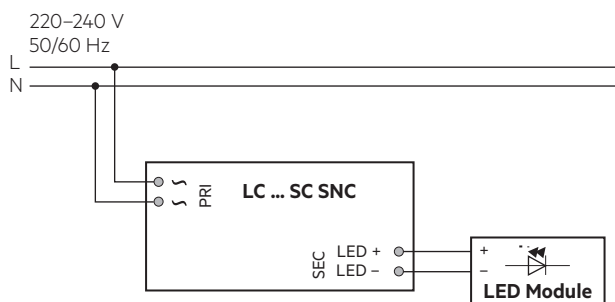 220–240 V
50/60 Hz
L
N
~
~
PRI
LC ... SC SNC
SEC
LED +
LED –
+
–
LED Module